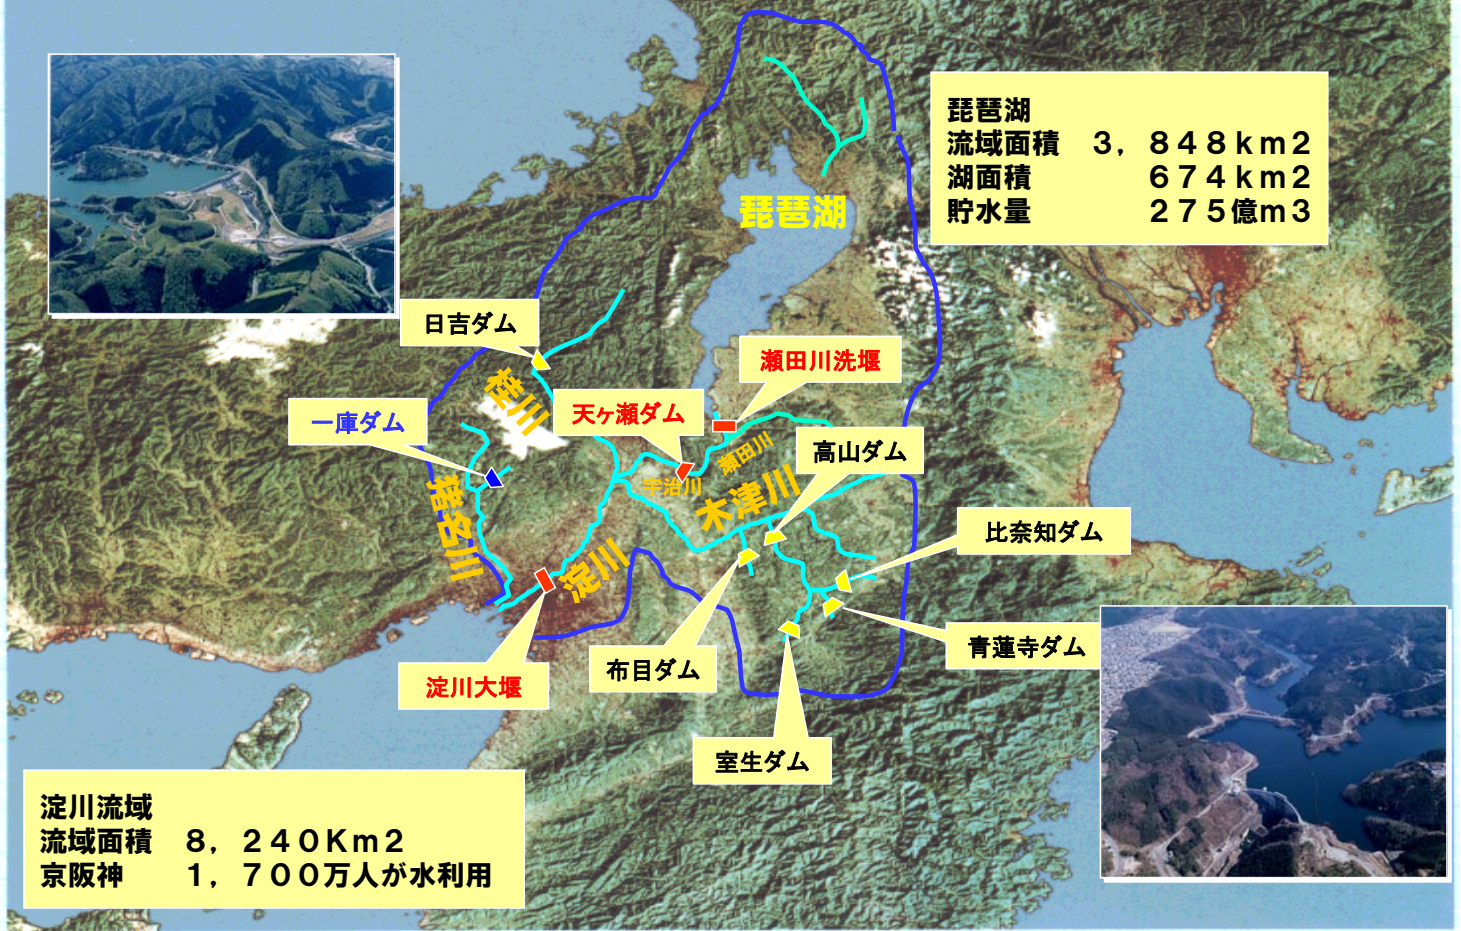 琵琶湖
流域面積　３，８４８ｋｍ２
湖面積　　　６７４ｋｍ２
貯水量　　　２７５億ｍ３
琵琶湖
日吉ダム
瀬田川洗堰
桂川
天ヶ瀬ダム
一庫ダム
瀬田川
高山ダム
宇治川
木津川
猪名川
比奈知ダム
淀川
青蓮寺ダム
布目ダム
淀川大堰
室生ダム
淀川流域
流域面積　８，２４０Ｋｍ２
京阪神　　１，７００万人が水利用